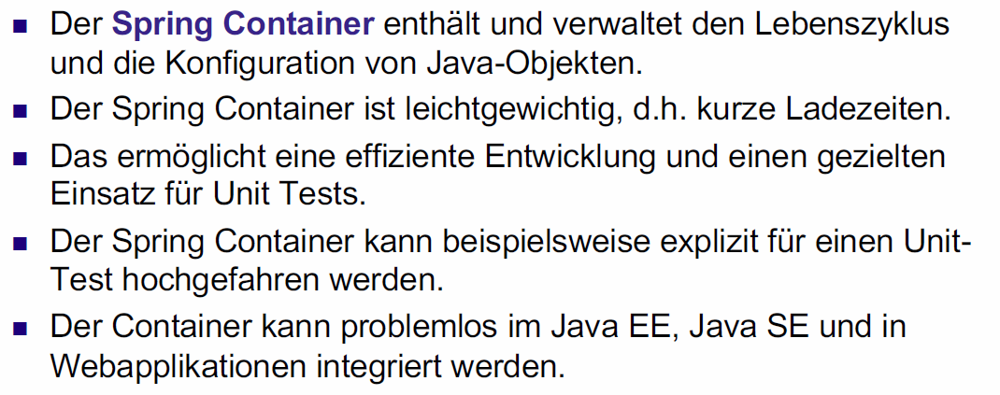 Der Spring Container enthält und verwaltet den Lebenszyklus
und die Konfiguration von Java-Objekten.
Der Spring Container ist leichtgewichtig, d.h. kurze Ladezeiten.
Das ermöglicht eine effiziente Entwicklung und einen gezielten
Einsatz für Unit Tests.
Der Spring Container kann beispielsweise explizit für einen Unit-
Test hochgefahren werden.
Der Container kann problemlos im Java EE, Java SE und in
Webapplikationen integriert werden.